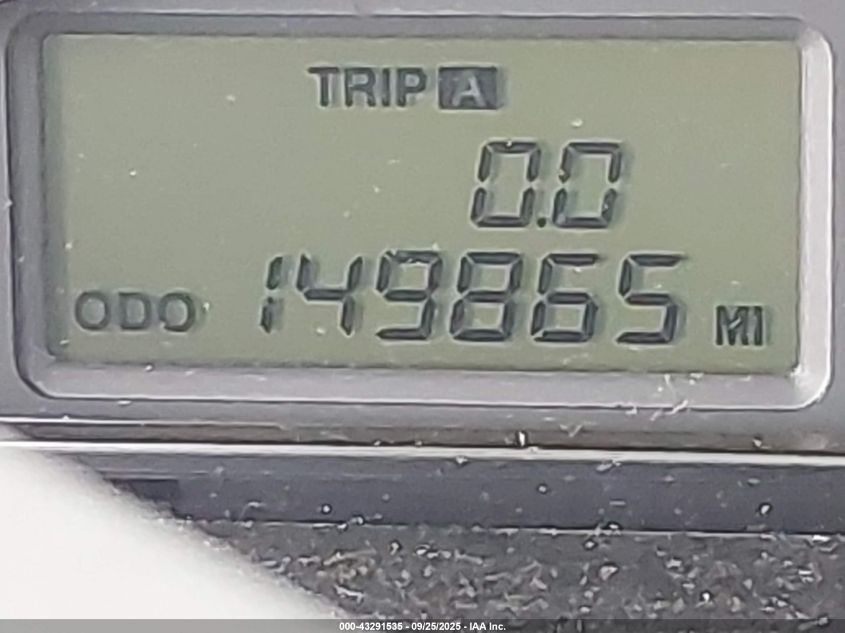 TRIP A
0.0
ODO 149865 MI
000-43291535 - 09/25/2025 - IAA Inc.